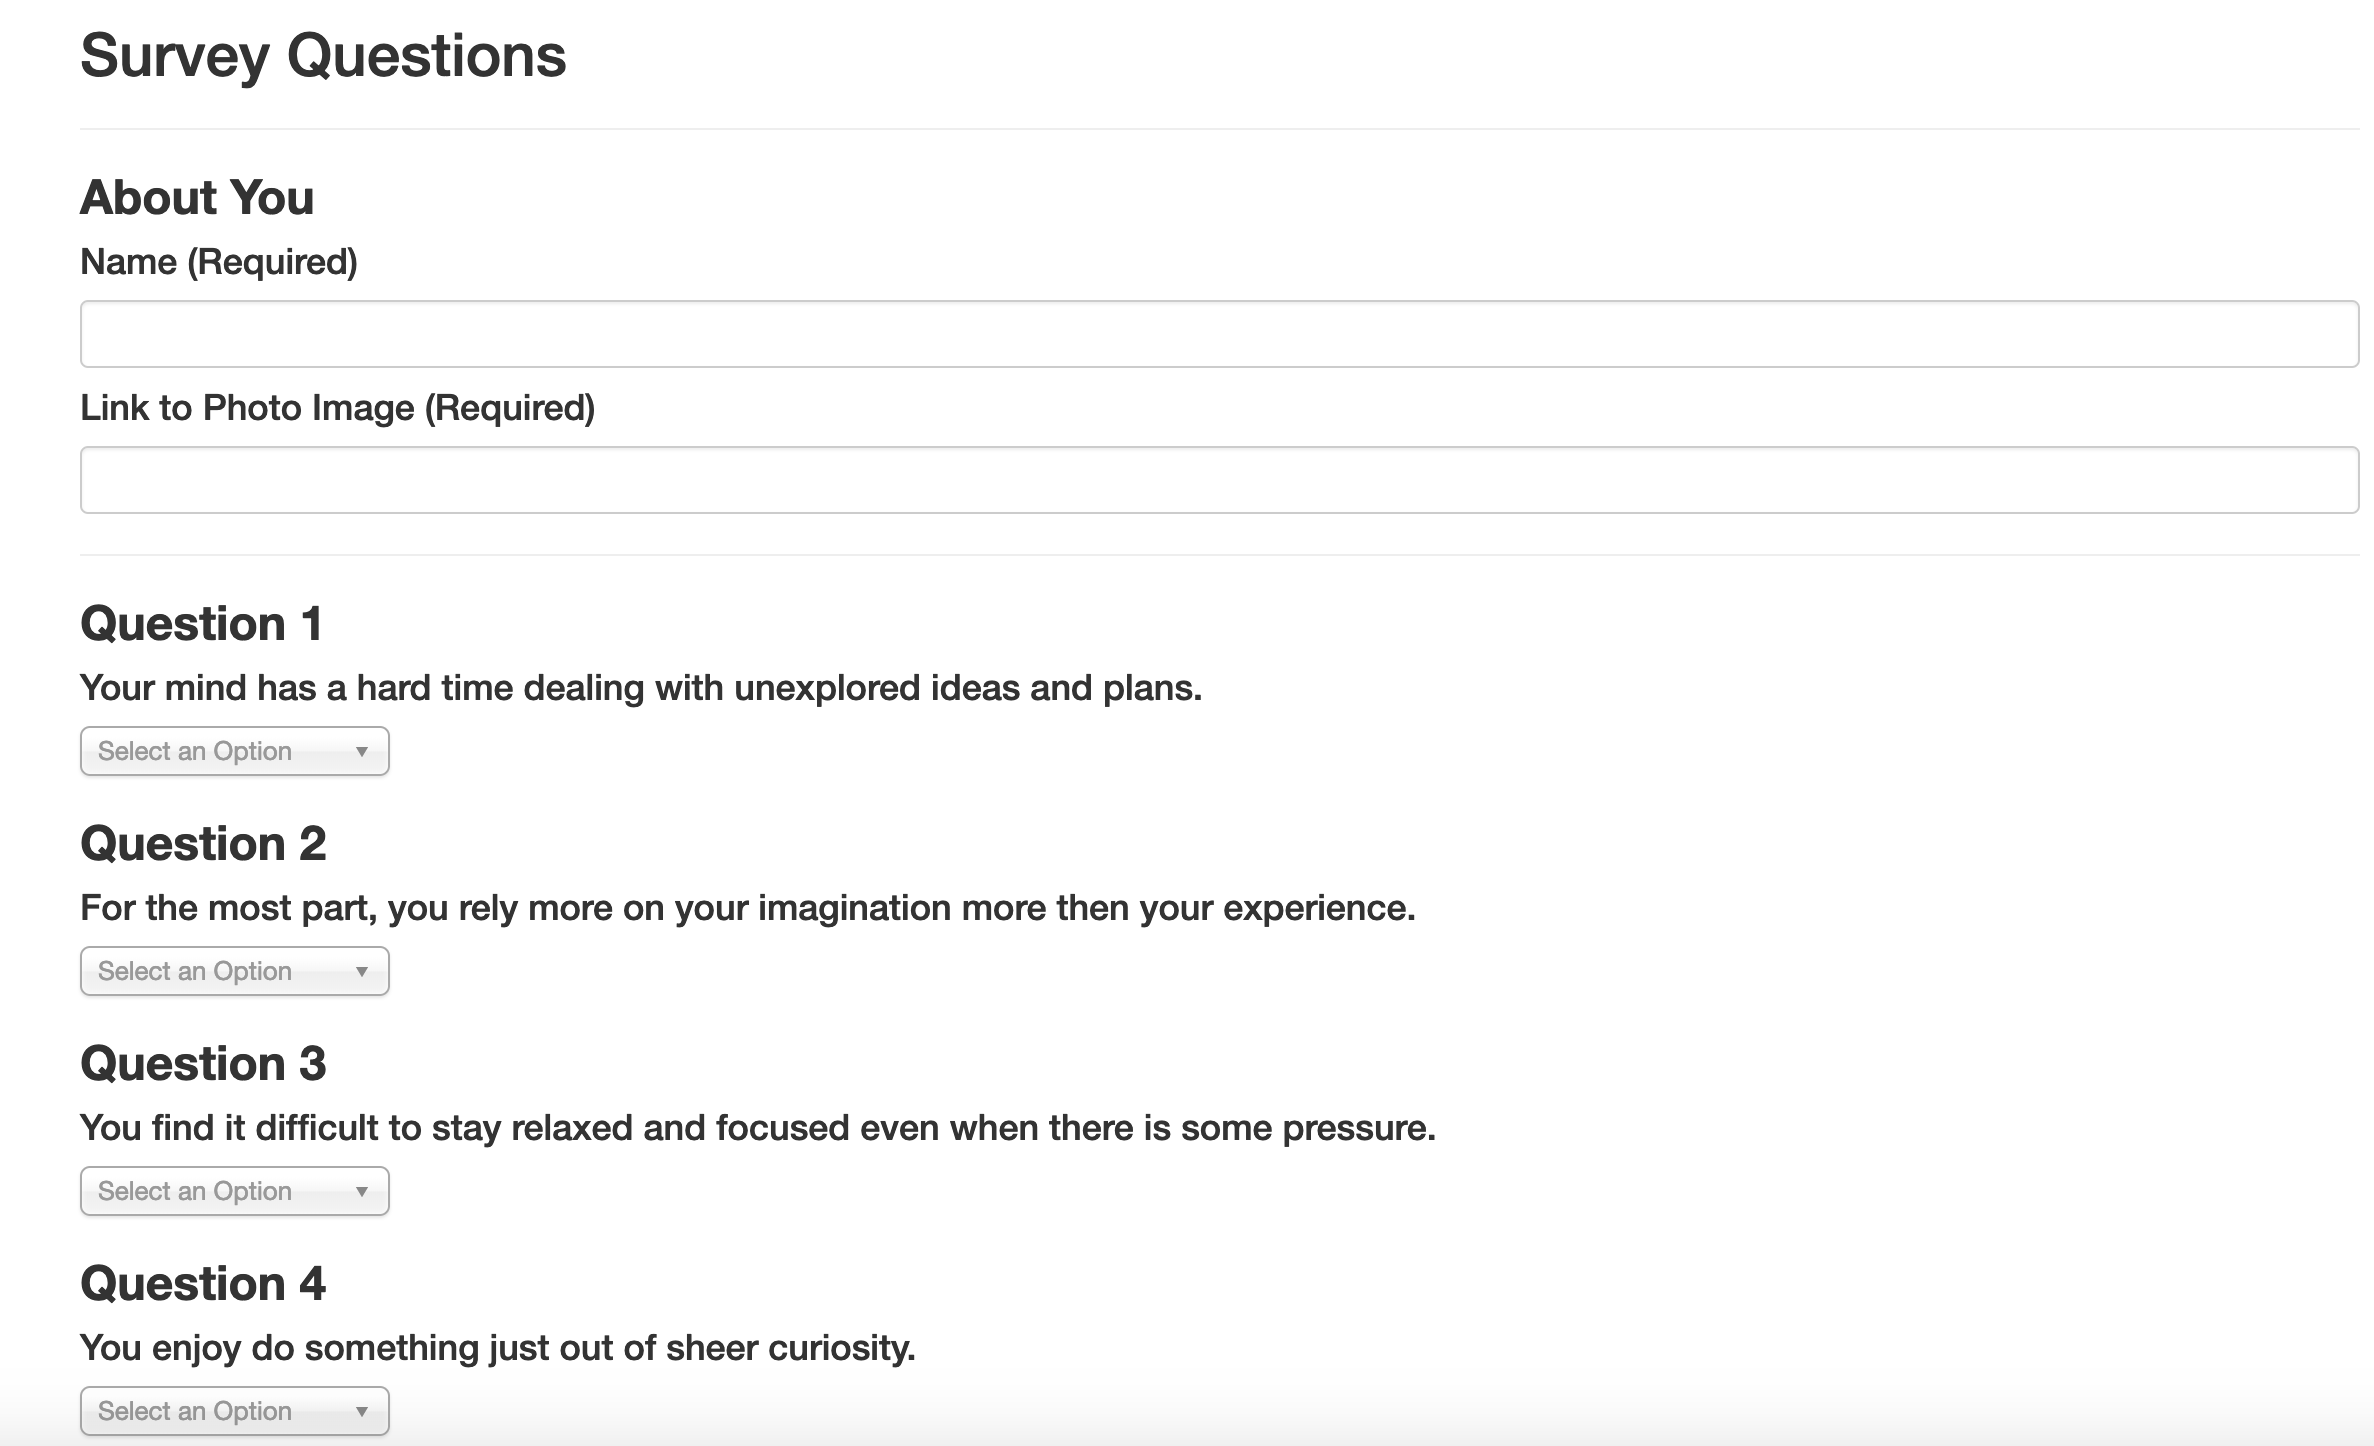 Survey Questions
About You
Name (Required)
Link to Photo Image (Required)
Question 1
Your mind has a hard time dealing with unexplored ideas and plans.
Select an Option
Question 2
For the most part, you rely more on your imagination more then your experience.
Select an Option
Question 3
You find it difficult to stay relaxed and focused even when there is some pressure.
Select an Option
Question 4
You enjoy do something just out of sheer curiosity.
Select an Option